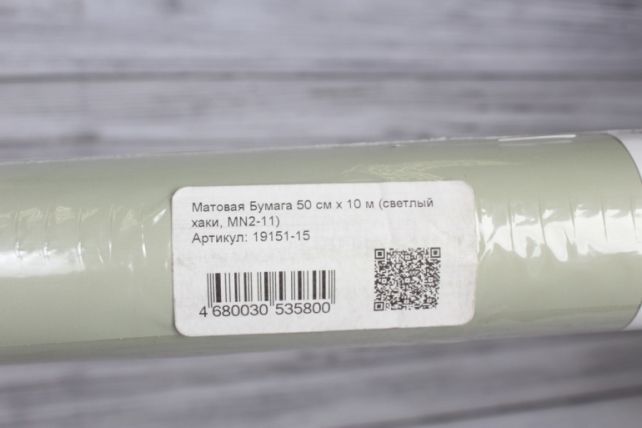 Матовая Бумага 50 см x 10 м (светлый
хаки, MN2-11)
Артикул: 19151-15
4 680030 535800